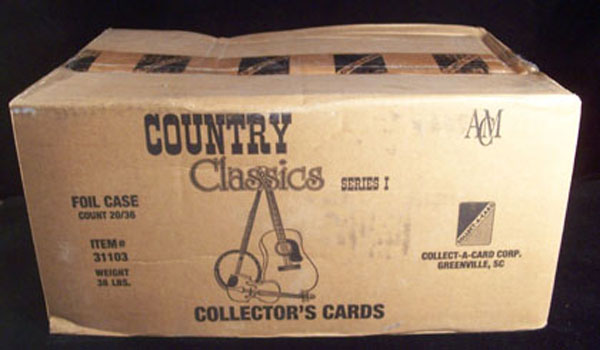 COUNTRY
Classics SERIES I
ACM
FOIL CASE
COUNT 20/36
ITEM#
31103
WEIGHT
38 LBS.
COLLECT-A-CARD CORP.
GREENVILLE, SC
COLLECTOR'S CARDS